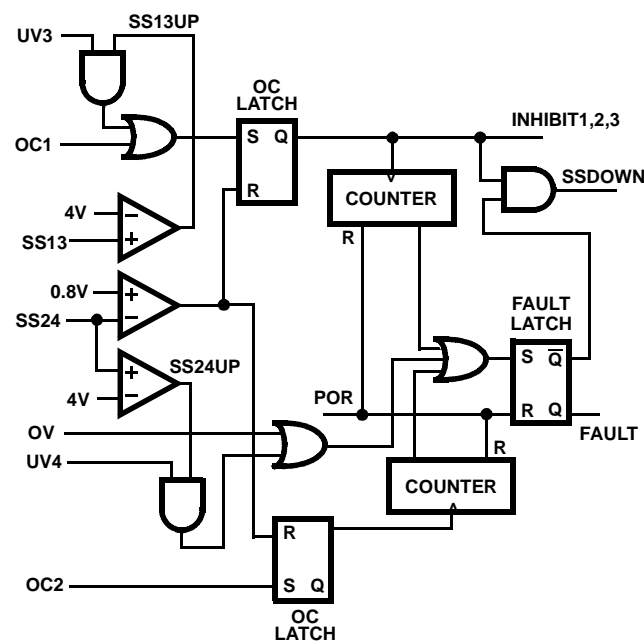 SS13UP
UV3
OC
LATCH
INHIBIT1,2,3
S Q
OC1
SSDOWN
R
COUNTER
4V
–
SS13
+
R
0.8V
+
FAULT
LATCH
SS24
–
S Q
SS24UP
+
4V
–
POR
R Q
OV
FAULT
R
UV4
COUNTER
R
OC2
S Q
OC
LATCH